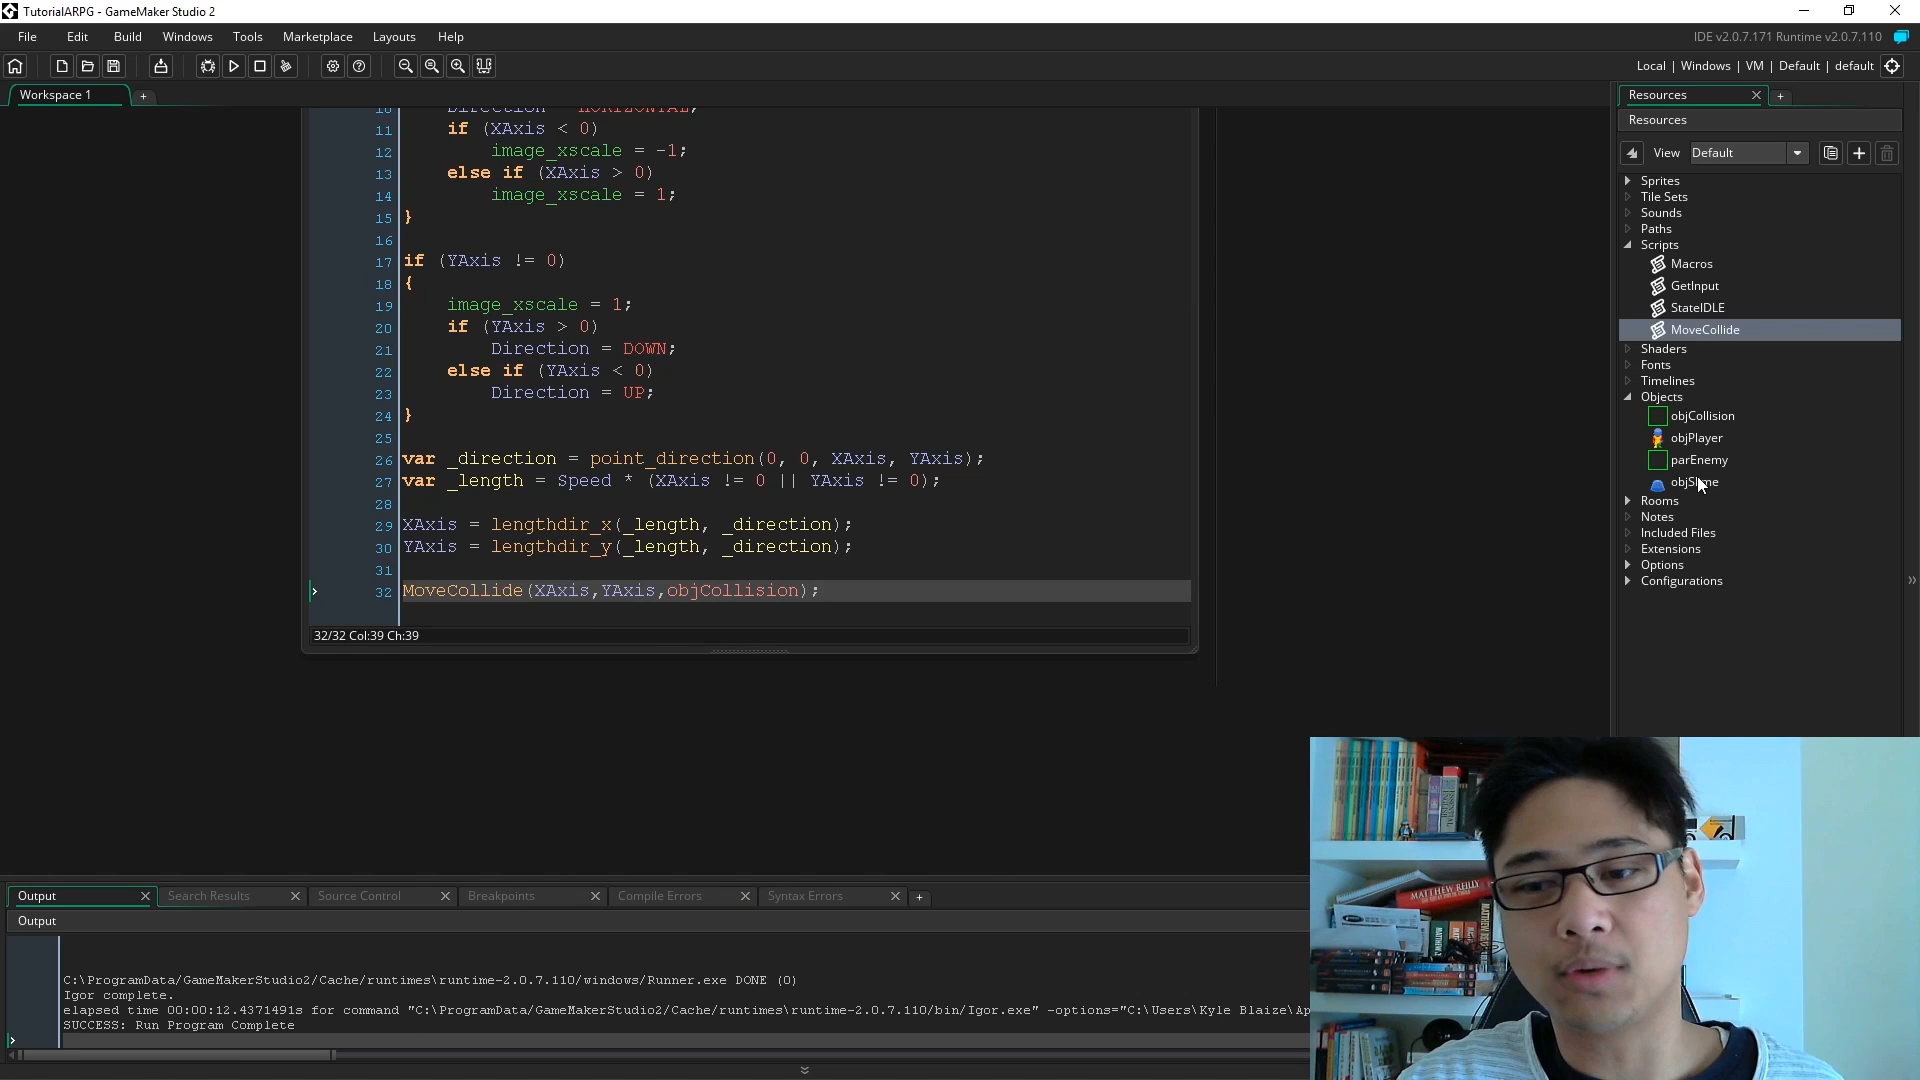 TutorialARPG - GameMaker Studio 2
File Edit Build Windows Tools Marketplace Layouts Help
IDE v2.0.7.171 Runtime v2.0.7.110
Local | Windows | VM | Default | default
Workspace 1
+
11 if (XAxis < 0)
12 image_xscale = -1;
13 else if (XAxis > 0)
14 image_xscale = 1;
15 }
16
17 if (YAxis != 0)
18 {
19 image_xscale = 1;
20 if (YAxis > 0)
21 Direction = DOWN;
22 else if (YAxis < 0)
23 Direction = UP;
24 }
25
26 var _direction = point_direction(0, 0, XAxis, YAxis);
27 var _length = Speed * (XAxis != 0 || YAxis != 0);
28
29 XAxis = lengthdir_x(_length, _direction);
30 YAxis = lengthdir_y(_length, _direction);
31
32 MoveCollide(XAxis,YAxis,objCollision);
32/32 Col:39 Ch:39
Resources
+
Resources
View Default
Sprites
Tile Sets
Sounds
Paths
Scripts
Macros
GetInput
StateIDLE
MoveCollide
Shaders
Fonts
Timelines
Objects
objCollision
objPlayer
parEnemy
Rooms
Notes
Included Files
Extensions
Options
Configurations
Output Search Results Source Control Breakpoints Compile Errors Syntax Errors +
Output
C:\ProgramData/GameMakerStudio2/Cache/runtimes\runtime-2.0.7.110/windows/Runner.exe DONE (0)
Igor complete.
elapsed time 00:00:12.4371491s for command "C:\ProgramData/GameMakerStudio2/Cache/runtimes\runtime-2.0.7.110/bin/Igor.exe" -options="C:\Users\Kyle Blaize\Ap
SUCCESS: Run Program Complete
MATTHEW REILLY